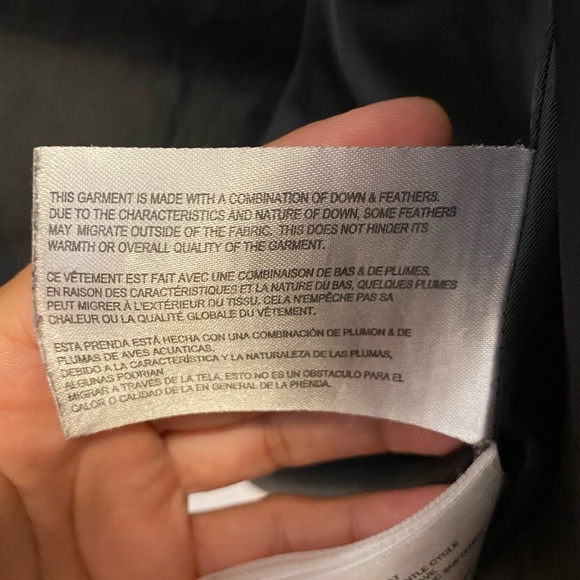 THIS GARMENT IS MADE WITH A COMBINATION OF DOWN & FEATHERS.
DUE TO THE CHARACTERISTICS AND NATURE OF DOWN, SOME FEATHERS
MAY MIGRATE OUTSIDE OF THE FABRIC. THIS DOES NOT HINDER ITS
WARMTH OR OVERALL QUALITY OF THE GARMENT.
CE VÊTEMENT EST FAIT AVEC UNE COMBINAISON DE BAS & DE PLUMES.
EN RAISON DES CARACTÉRISTIQUES ET LA NATURE DU BAS, QUELQUES PLUMES
PEUT MIGRER À L'EXTÉRIEUR DU TISSU. CELA N'EMPÊCHE PAS SA
CHALEUR OU LA QUALITÉ GLOBALE DU VÊTEMENT.
ESTA PRENDA ESTÁ HECHA CON UNA COMBINACIÓN DE PLUMON & DE
PLUMAS DE AVES ACUATICAS.
DEBIDO A LA CARACTERÍSTICA Y LA NATURALEZA DE LAS PLUMAS,
ALGUNAS PODRIAN
MIGRAR A TRAVÉS DE LA TELA, ESTO NO ES UN OBSTACULO PARA EL
CALOR O CALIDAD DE LA EN GENERAL DE LA PRENDA.
CYCLE